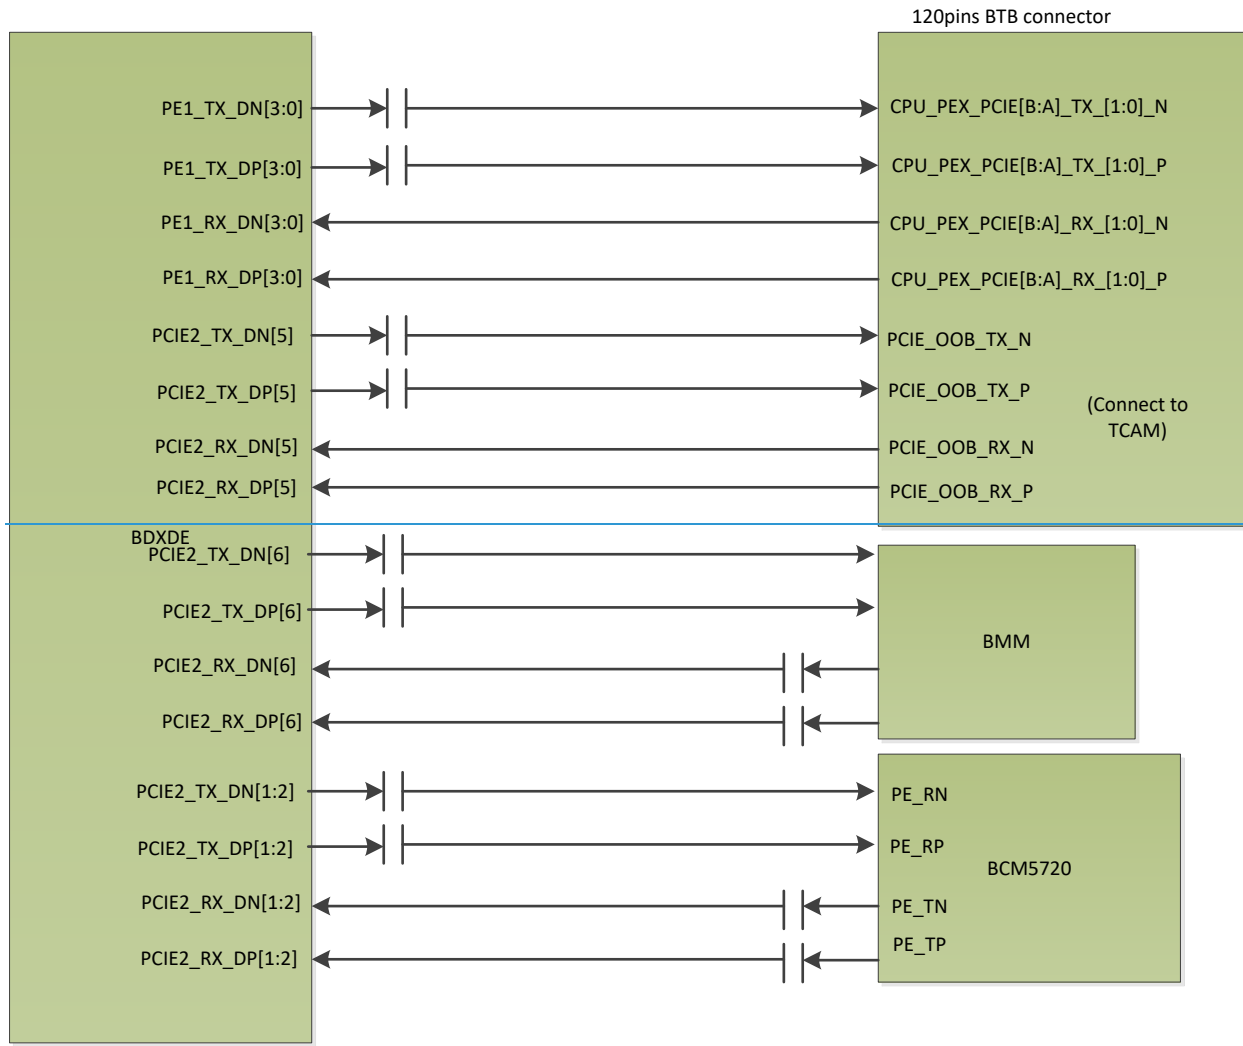 120pins BTB connector
PE1_TX_DN[3:0]
CPU_PEX_PCIE[B:A]_TX_[1:0]_N
PE1_TX_DP[3:0]
CPU_PEX_PCIE[B:A]_TX_[1:0]_P
PE1_RX_DN[3:0]
CPU_PEX_PCIE[B:A]_RX_[1:0]_N
PE1_RX_DP[3:0]
CPU_PEX_PCIE[B:A]_RX_[1:0]_P
PCIE2_TX_DN[5]
PCIE_OOB_TX_N
PCIE2_TX_DP[5]
PCIE_OOB_TX_P
(Connect to
TCAM)
PCIE2_RX_DN[5]
PCIE_OOB_RX_N
PCIE2_RX_DP[5]
PCIE_OOB_RX_P
BDXDE
PCIE2_TX_DN[6]
PCIE2_TX_DP[6]
BMM
PCIE2_RX_DN[6]
PCIE2_RX_DP[6]
PCIE2_TX_DN[1:2]
PE_RN
PCIE2_TX_DP[1:2]
PE_RP
BCM5720
PCIE2_RX_DN[1:2]
PE_TN
PCIE2_RX_DP[1:2]
PE_TP